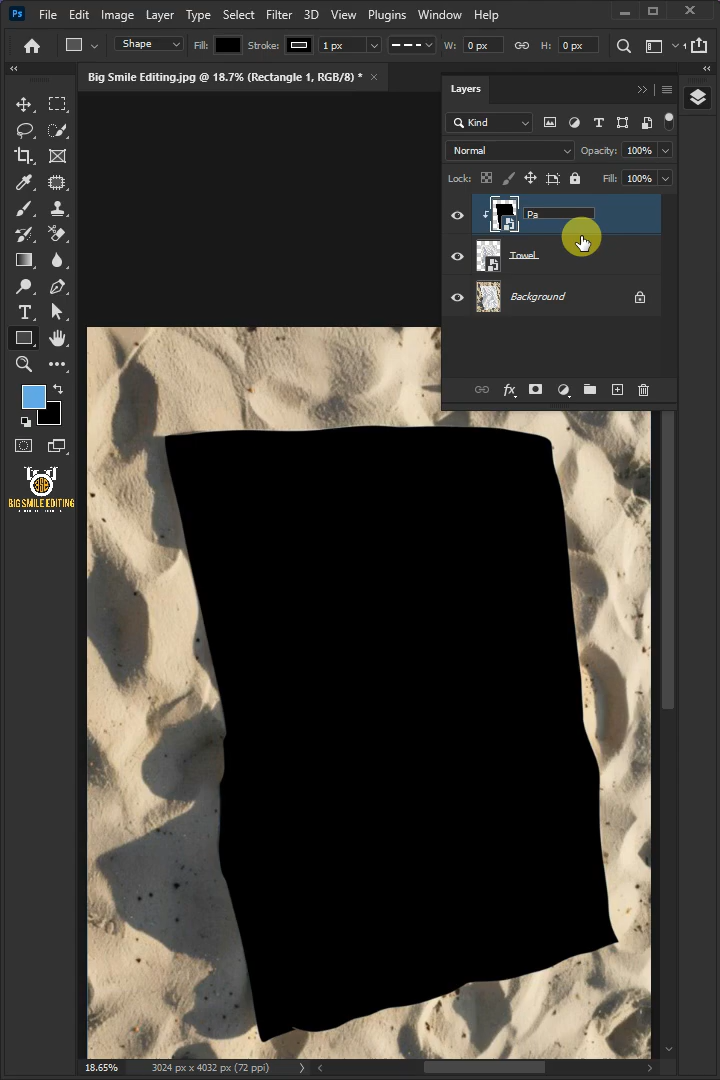 Ps File Edit Image Layer Type Select Filter 3D View Plugins Window Help
Shape Fill: Stroke: 1 px W: 0 px H: 0 px
Big Smile Editing.jpg @ 18.7% (Rectangle 1, RGB/8) *
Layers
Kind
Normal Opacity: 100%
Lock: Fill: 100%
Pa
Towel
Background
fx
BIG SMILE EDITING
18.65% 3024 px x 4032 px (72 ppi)